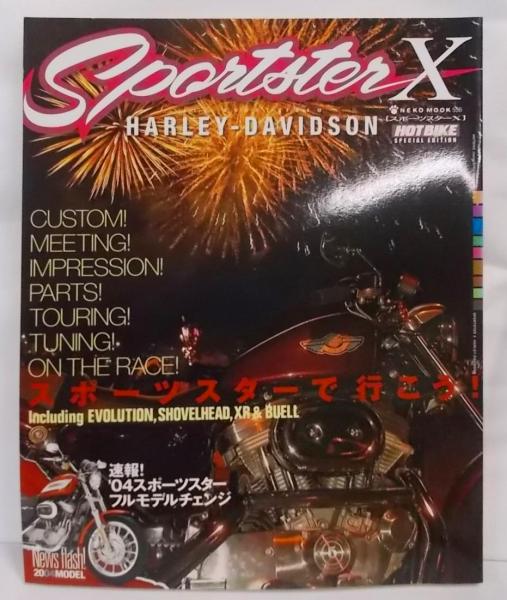 Sportster X
NEKO MOOK
HARLEY-DAVIDSON
[スポーツスターX]
HOT BIKE
SPECIAL EDITION
CUSTOM!
MEETING!
IMPRESSION!
PARTS!
TOURING!
TUNING!
ON THE RACE!
スポーツスターで行こう!
Including EVOLUTION, SHOVELHEAD, XR & BUELL
速報!
'04スポーツスター
フルモデルチェンジ
News flash!
2004 MODEL